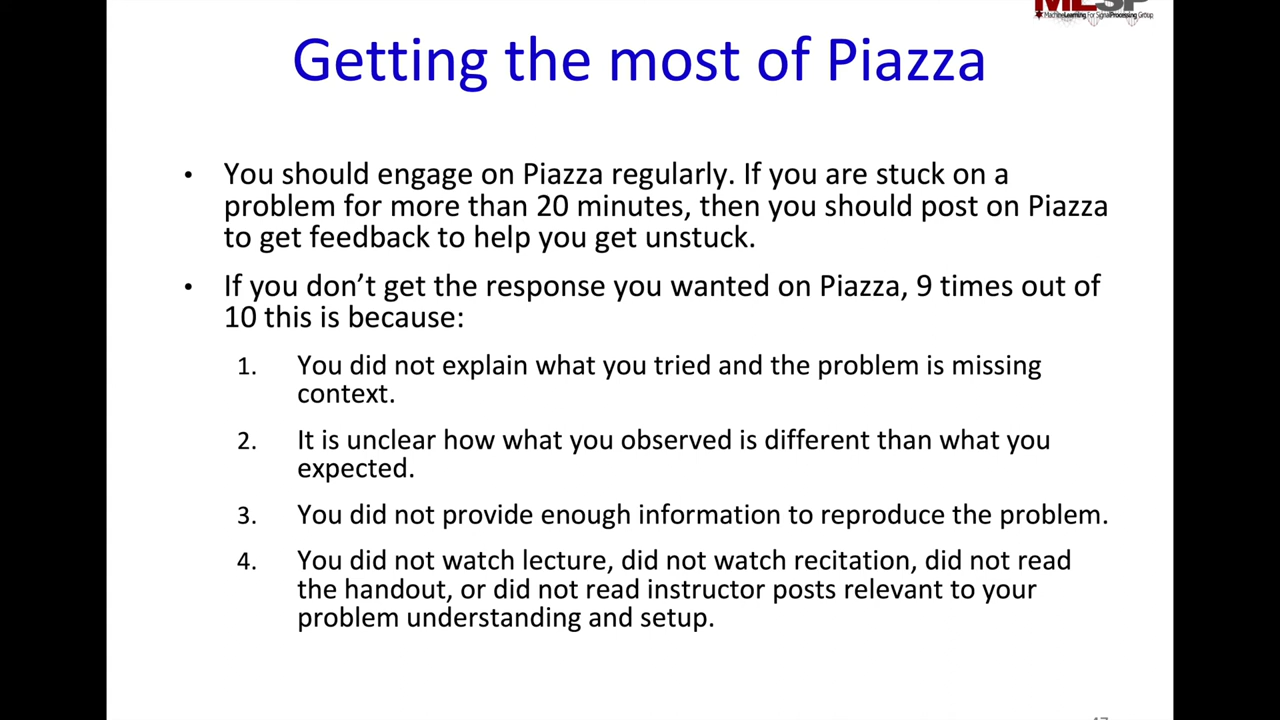 MLSP
MachineLearning For SignalProcessing Group
Getting the most of Piazza
• You should engage on Piazza regularly. If you are stuck on a
problem for more than 20 minutes, then you should post on Piazza
to get feedback to help you get unstuck.
• If you don’t get the response you wanted on Piazza, 9 times out of
10 this is because:
1. You did not explain what you tried and the problem is missing
context.
2. It is unclear how what you observed is different than what you
expected.
3. You did not provide enough information to reproduce the problem.
4. You did not watch lecture, did not watch recitation, did not read
the handout, or did not read instructor posts relevant to your
problem understanding and setup.